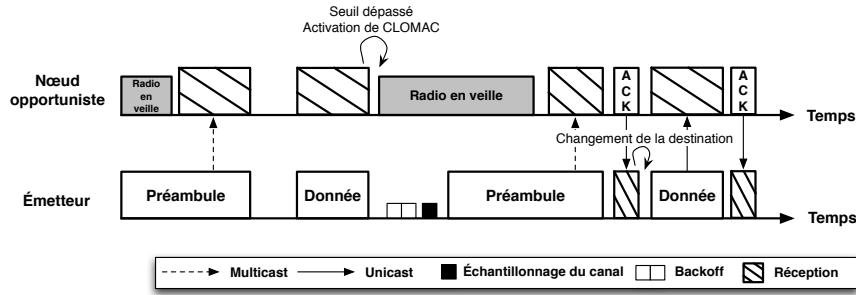 Seuil dépassé
Activation de CLOMAC
Nœud
opportuniste
Radio
en
veille
Radio en veille
A
C
K
A
C
K
Temps
Changement de la destination
Émetteur
Préambule
Donnée
Préambule
Donnée
Temps
Multicast
Unicast
Échantillonnage du canal
Backoff
Réception